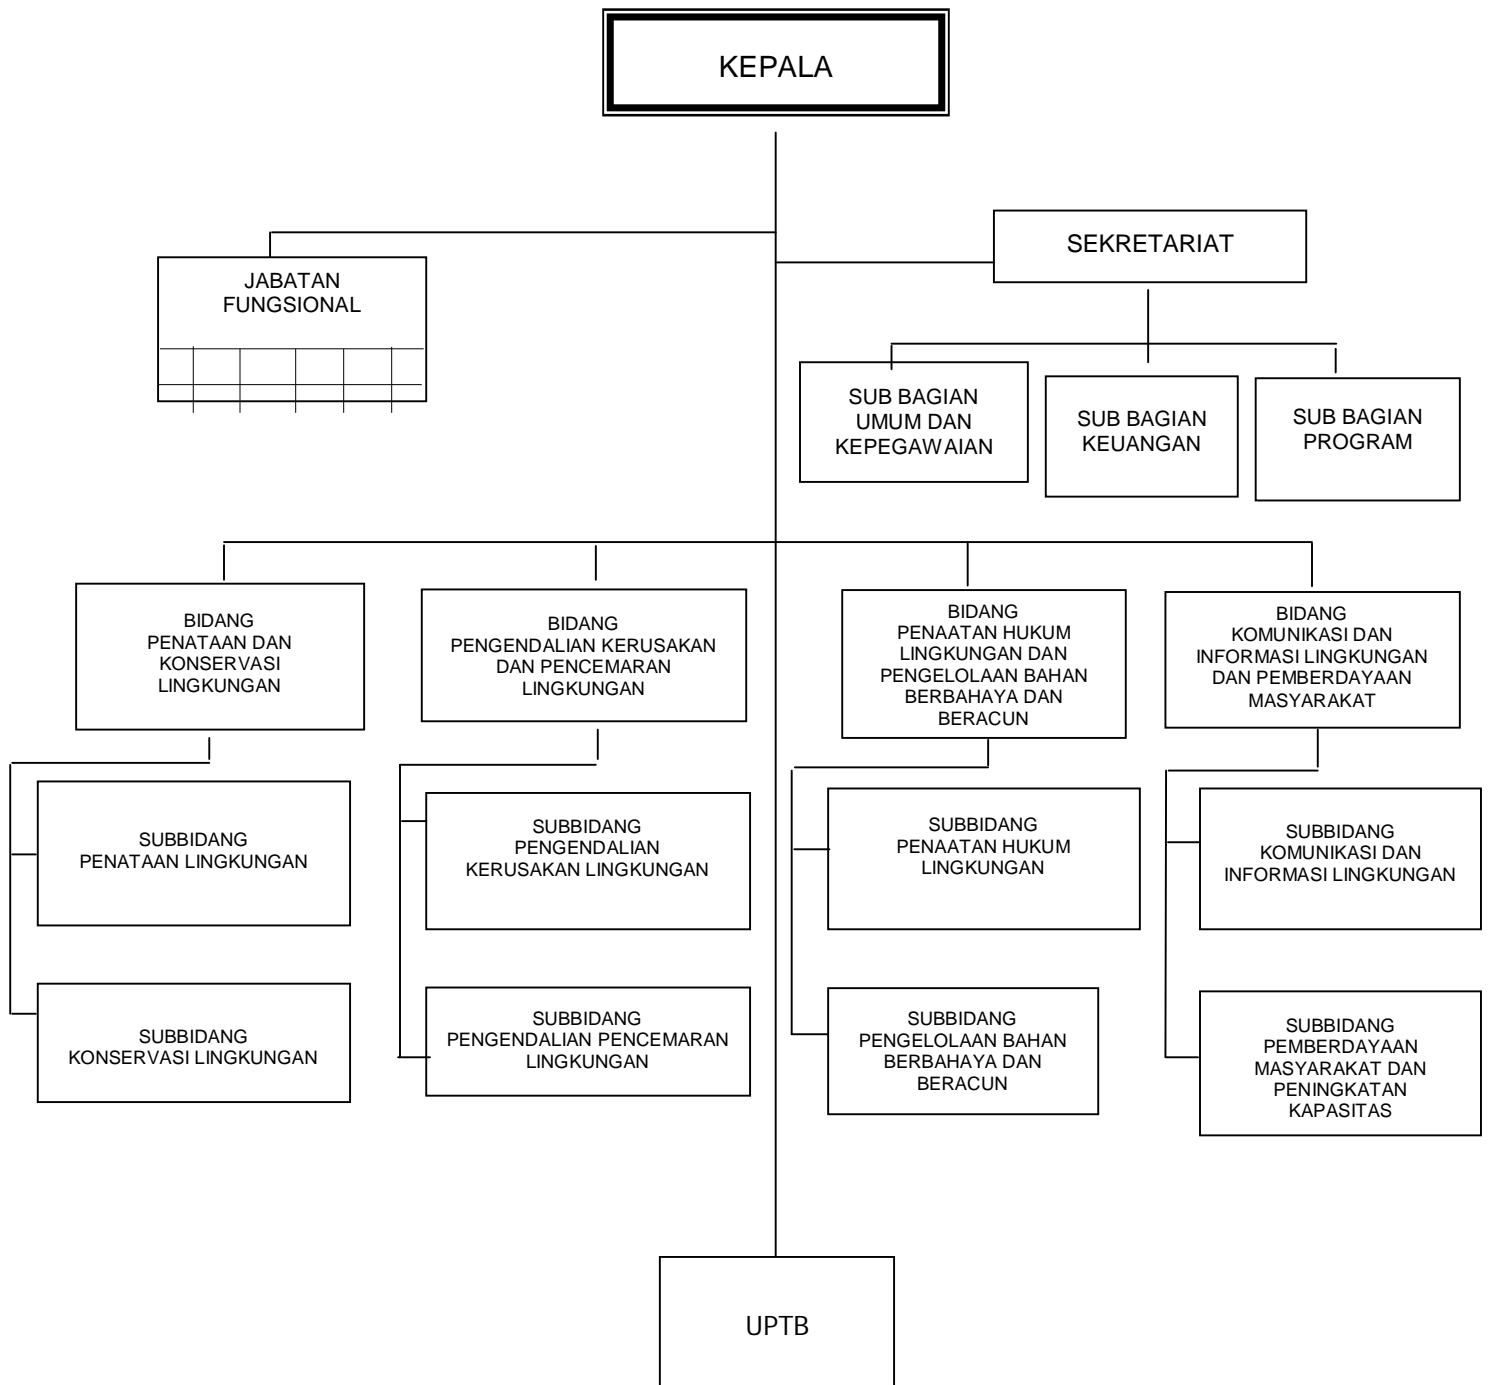 KEPALA
SEKRETARIAT
JABATAN
FUNGSIONAL
SUB BAGIAN
UMUM DAN
KEPEGAWAIAN
SUB BAGIAN
KEUANGAN
SUB BAGIAN
PROGRAM
BIDANG
PENATAAN DAN
KONSERVASI
LINGKUNGAN
BIDANG
PENGENDALIAN KERUSAKAN
DAN PENCEMARAN
LINGKUNGAN
BIDANG
PENAATAN HUKUM
LINGKUNGAN DAN
PENGELOLAAN BAHAN
BERBAHAYA DAN
BERACUN
BIDANG
KOMUNIKASI DAN
INFORMASI LINGKUNGAN
DAN PEMBERDAYAAN
MASYARAKAT
SUBBIDANG
PENATAAN LINGKUNGAN
SUBBIDANG
PENGENDALIAN
KERUSAKAN LINGKUNGAN
SUBBIDANG
PENAATAN HUKUM
LINGKUNGAN
SUBBIDANG
KOMUNIKASI DAN
INFORMASI LINGKUNGAN
SUBBIDANG
KONSERVASI LINGKUNGAN
SUBBIDANG
PENGENDALIAN PENCEMARAN
LINGKUNGAN
SUBBIDANG
PENGELOLAAN BAHAN
BERBAHAYA DAN
BERACUN
SUBBIDANG
PEMBERDAYAAN
MASYARAKAT DAN
PENINGKATAN
KAPASITAS
UPTB